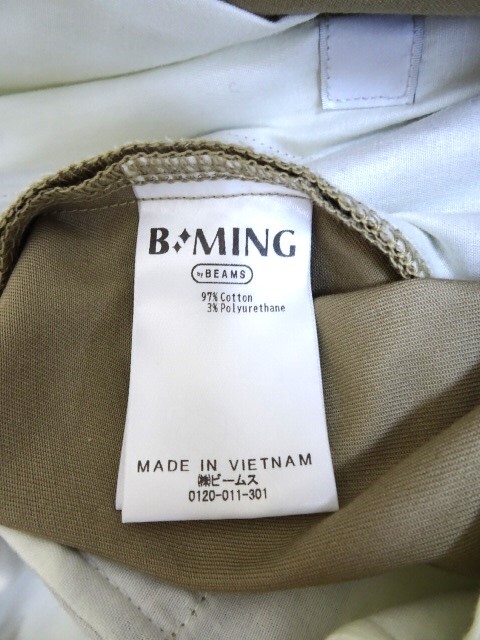 B✦✦MING
by BEAMS
97% Cotton
3% Polyurethane
MADE IN VIETNAM
㈱ビームス
0120-011-301